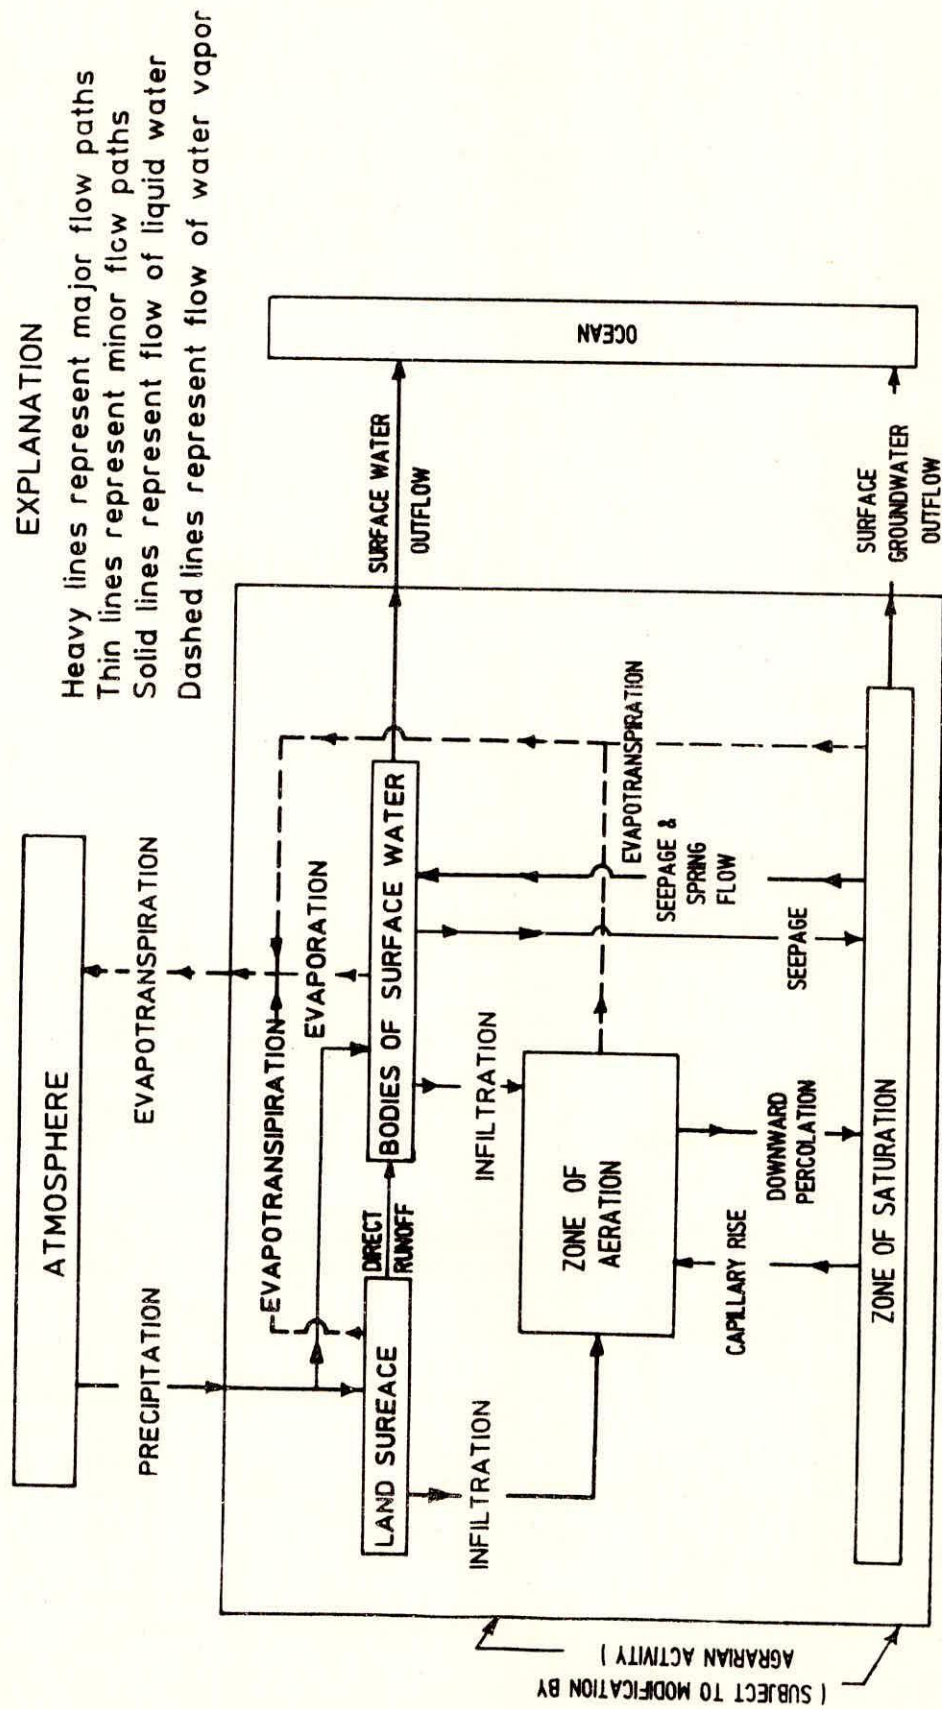 EXPLANATION
Heavy lines represent major flow paths
Thin lines represent minor flow paths
Solid lines represent flow of liquid water
Dashed lines represent flow of water vapor
ATMOSPHERE
PRECIPITATION
EVAPOTRANSPIRATION
EVAPOTRANSIPIRATION
EVAPORATION
LAND SUREACE
DIRECT
RUNOFF
BODIES OF SURFACE WATER
SURFACE WATER
OUTFLOW
OCEAN
INFILTRATION
INFILTRATION
ZONE OF
AERATION
EVAPOTRANSPIRATION
SEEPAGE &
SPRING
FLOW
SEEPAGE
CAPILLARY RISE
DOWNWARD
PERCOLATION
ZONE OF SATURATION
SURFACE
GROUNDWATER
OUTFLOW
( SUBJECT TO MODIFICATION BY
AGRARIAN ACTIVITY )